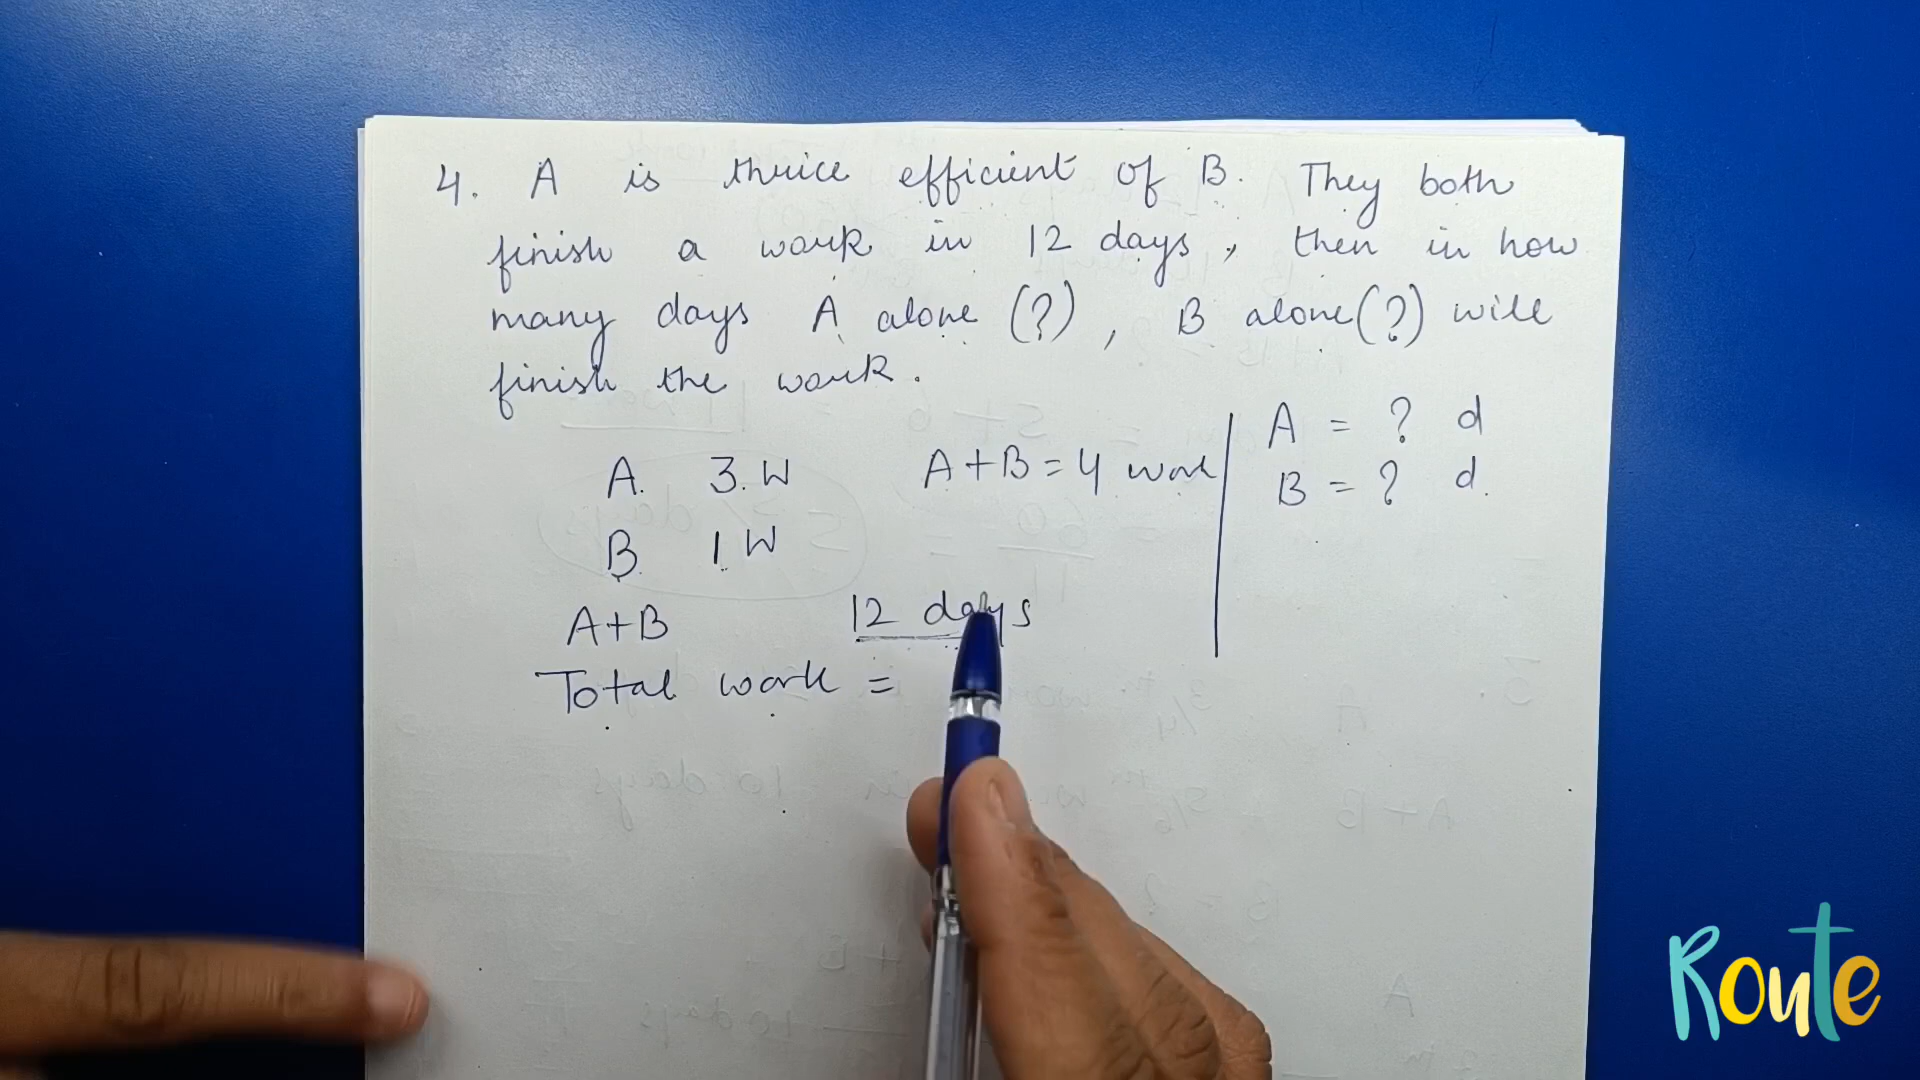 4. A is thrice efficient of B. They both
finish a work in 12 days, then in how
many days A alone (?), B alone (?) will
finish the work.
A. 3. W
A+B = 4 work
A = ? d
B = ? d.
B. 1. W
A+B 12 days
Total work =
Route